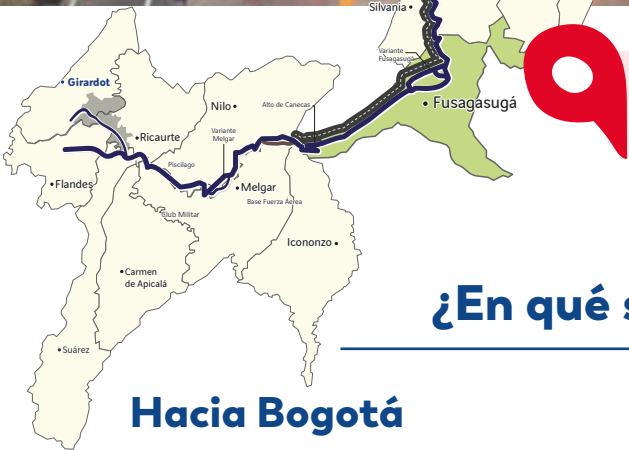 Silvania
Variante
Fusagasugá
Girardot
Nilo
Alto de Canecas
Fusagasugá
Ricaurte
Variante
Melgar
Piscilago
Flandes
Melgar
Base Fuerza Aerea
Club Militar
Icononzo
Carmen
de Apicalá
¿En qué s
Suárez
Hacia Bogotá